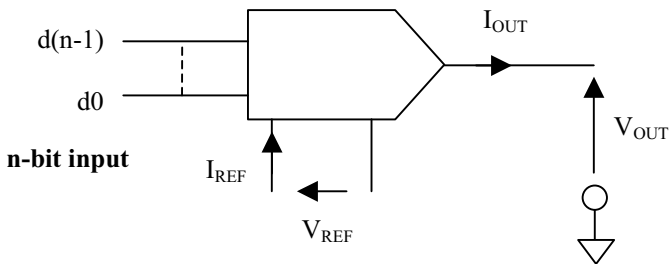 d(n-1)
I_OUT
d0
V_OUT
n-bit input
I_REF
V_REF